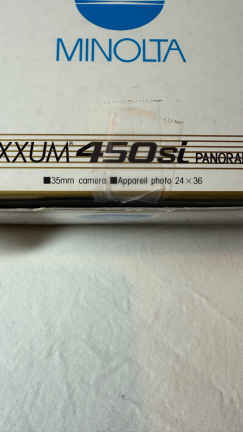 MINOLTA
XXUM 450si PANORA
■35mm camera ■Appareil photo 24×36